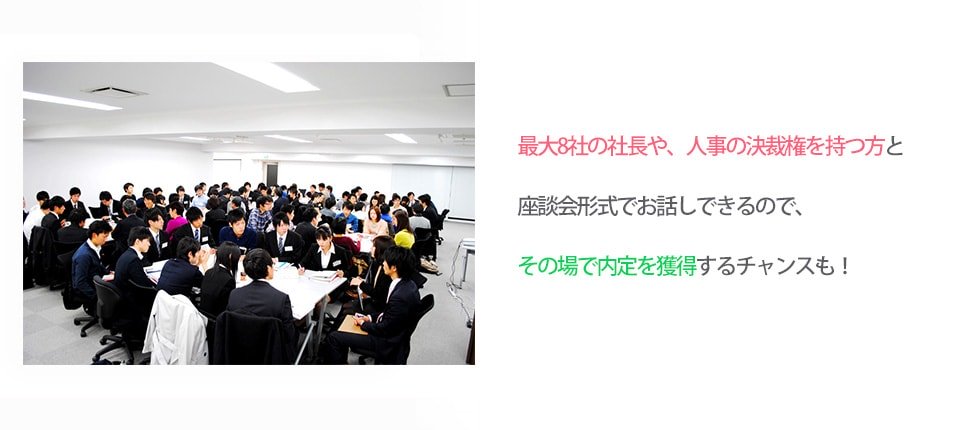 最大8社の社長や、人事の決裁権を持つ方と
座談会形式でお話しできるので、
その場で内定を獲得するチャンスも！